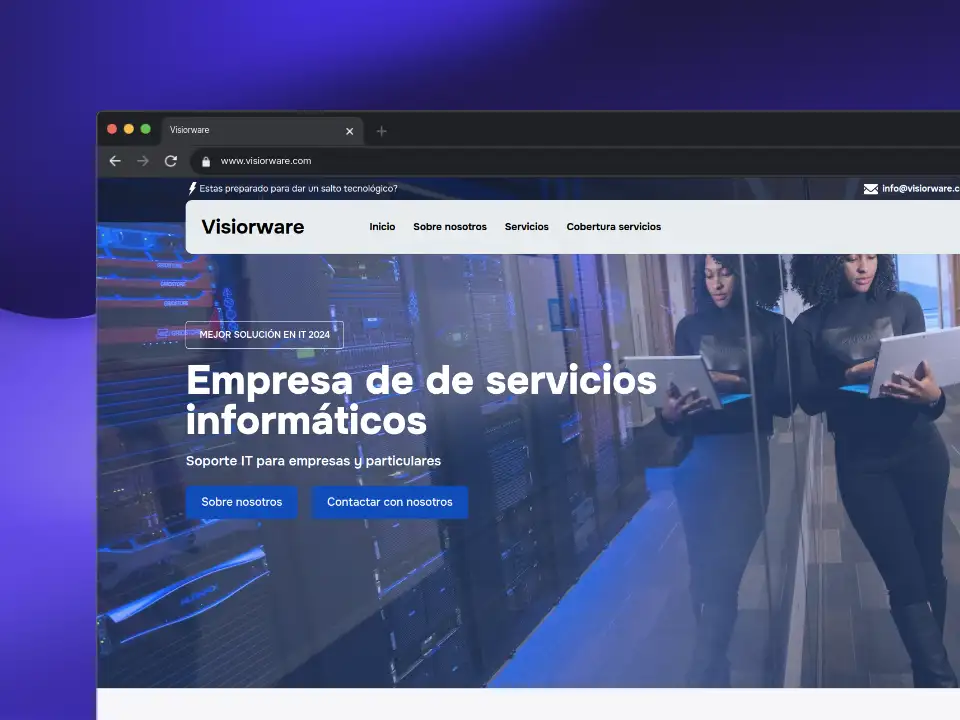 Visiorware
www.visiorware.com
Estas preparado para dar un salto tecnológico?
info@visiorware.c
Visiorware
Inicio
Sobre nosotros
Servicios
Cobertura servicios
MEJOR SOLUCIÓN EN IT 2024
Empresa de de servicios
informáticos
Soporte IT para empresas y particulares
Sobre nosotros
Contactar con nosotros